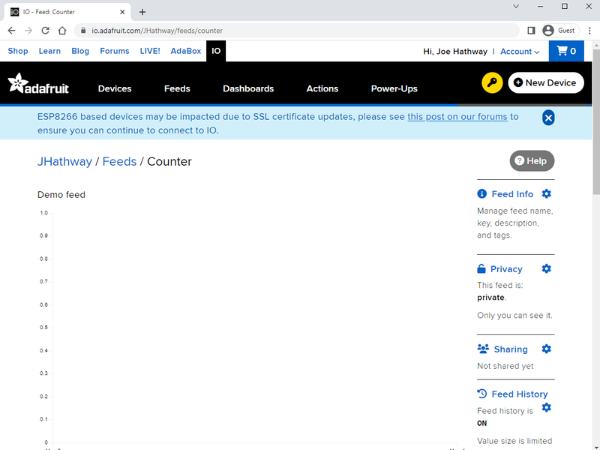 IO - Feed: Counter
io.adafruit.com/JHathway/feeds/counter
Guest
Shop Learn Blog Forums LIVE! AdaBox IO
Hi, Joe Hathway | Account 0
adafruit Devices Feeds Dashboards Actions Power-Ups New Device
ESP8266 based devices may be impacted due to SSL certificate updates, please see this post on our forums to
ensure you can continue to connect to IO.
JHathway / Feeds / Counter
Help
Demo feed
1.0
0.9
0.8
0.7
0.6
0.5
0.4
0.3
0.2
0.1
0
Feed Info
Manage feed name,
key, description,
and tags.
Privacy
This feed is:
private.
Only you can see it.
Sharing
Not shared yet
Feed History
Feed history is
ON
Value size is limited